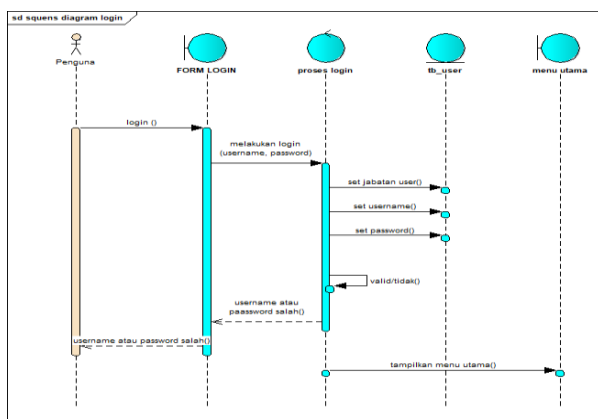 sd squens diagram login
Penguna
FORM LOGIN
proses login
tb_user
menu utama
login ()
melakukan login
(username, password)
set jabatan user()
set username()
set password()
valid/tidak()
username atau
paassword salah()
username atau password salah()
tampilkan menu utama()